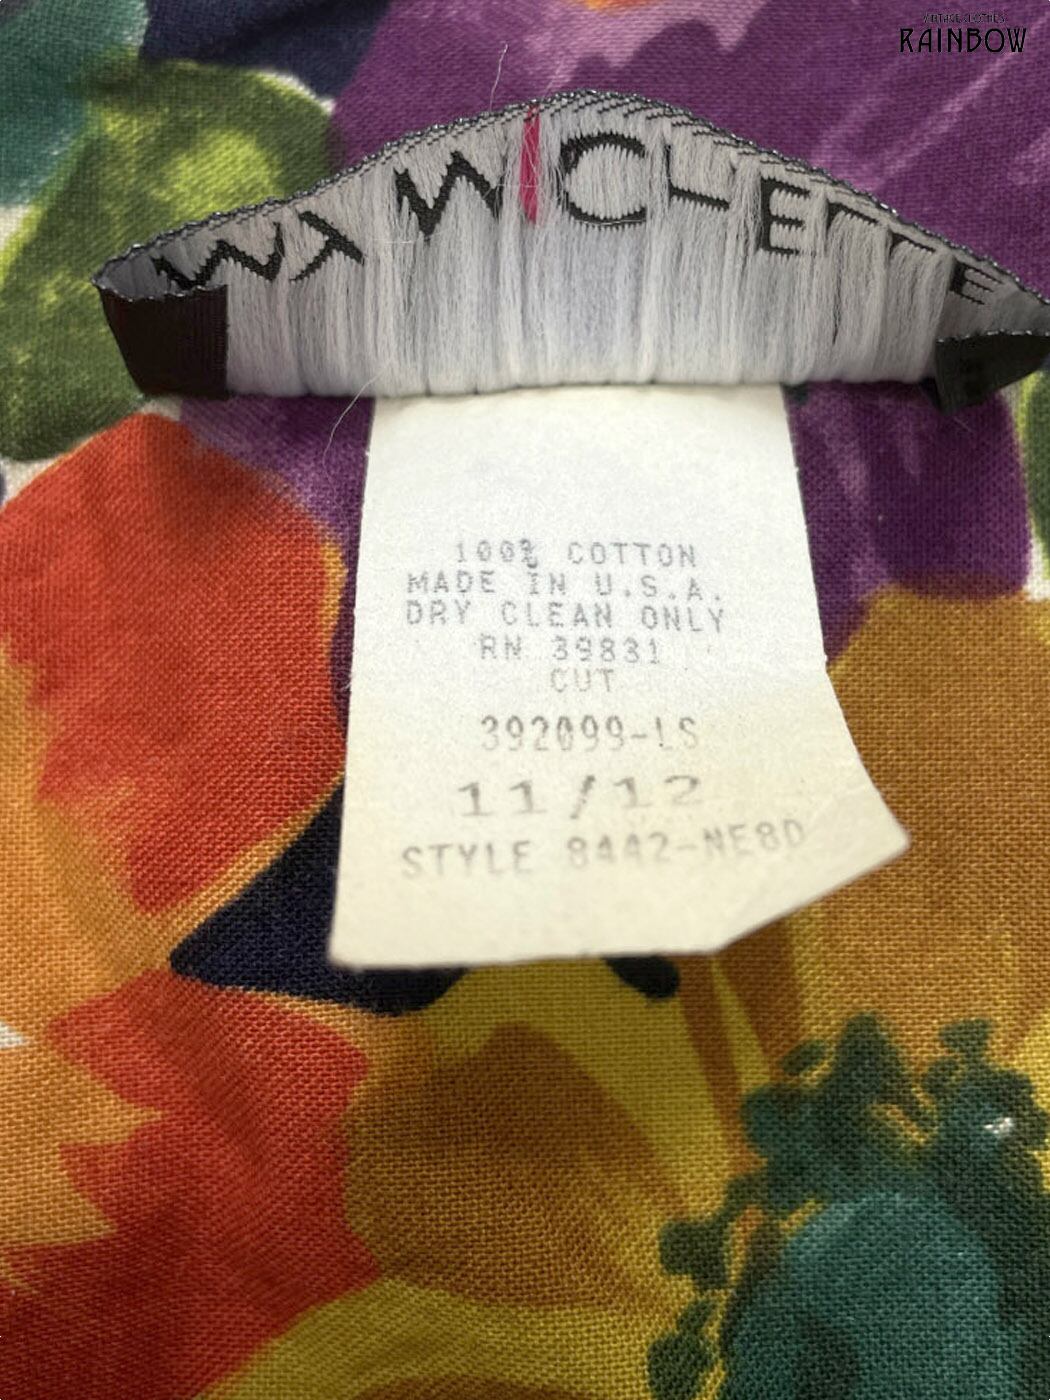 VINTAGE CLOTHES
RAINBOW
100% COTTON
MADE IN U.S.A.
DRY CLEAN ONLY
RN 39831
CUT
392099-LS
11/12
STYLE 8442-NE8D